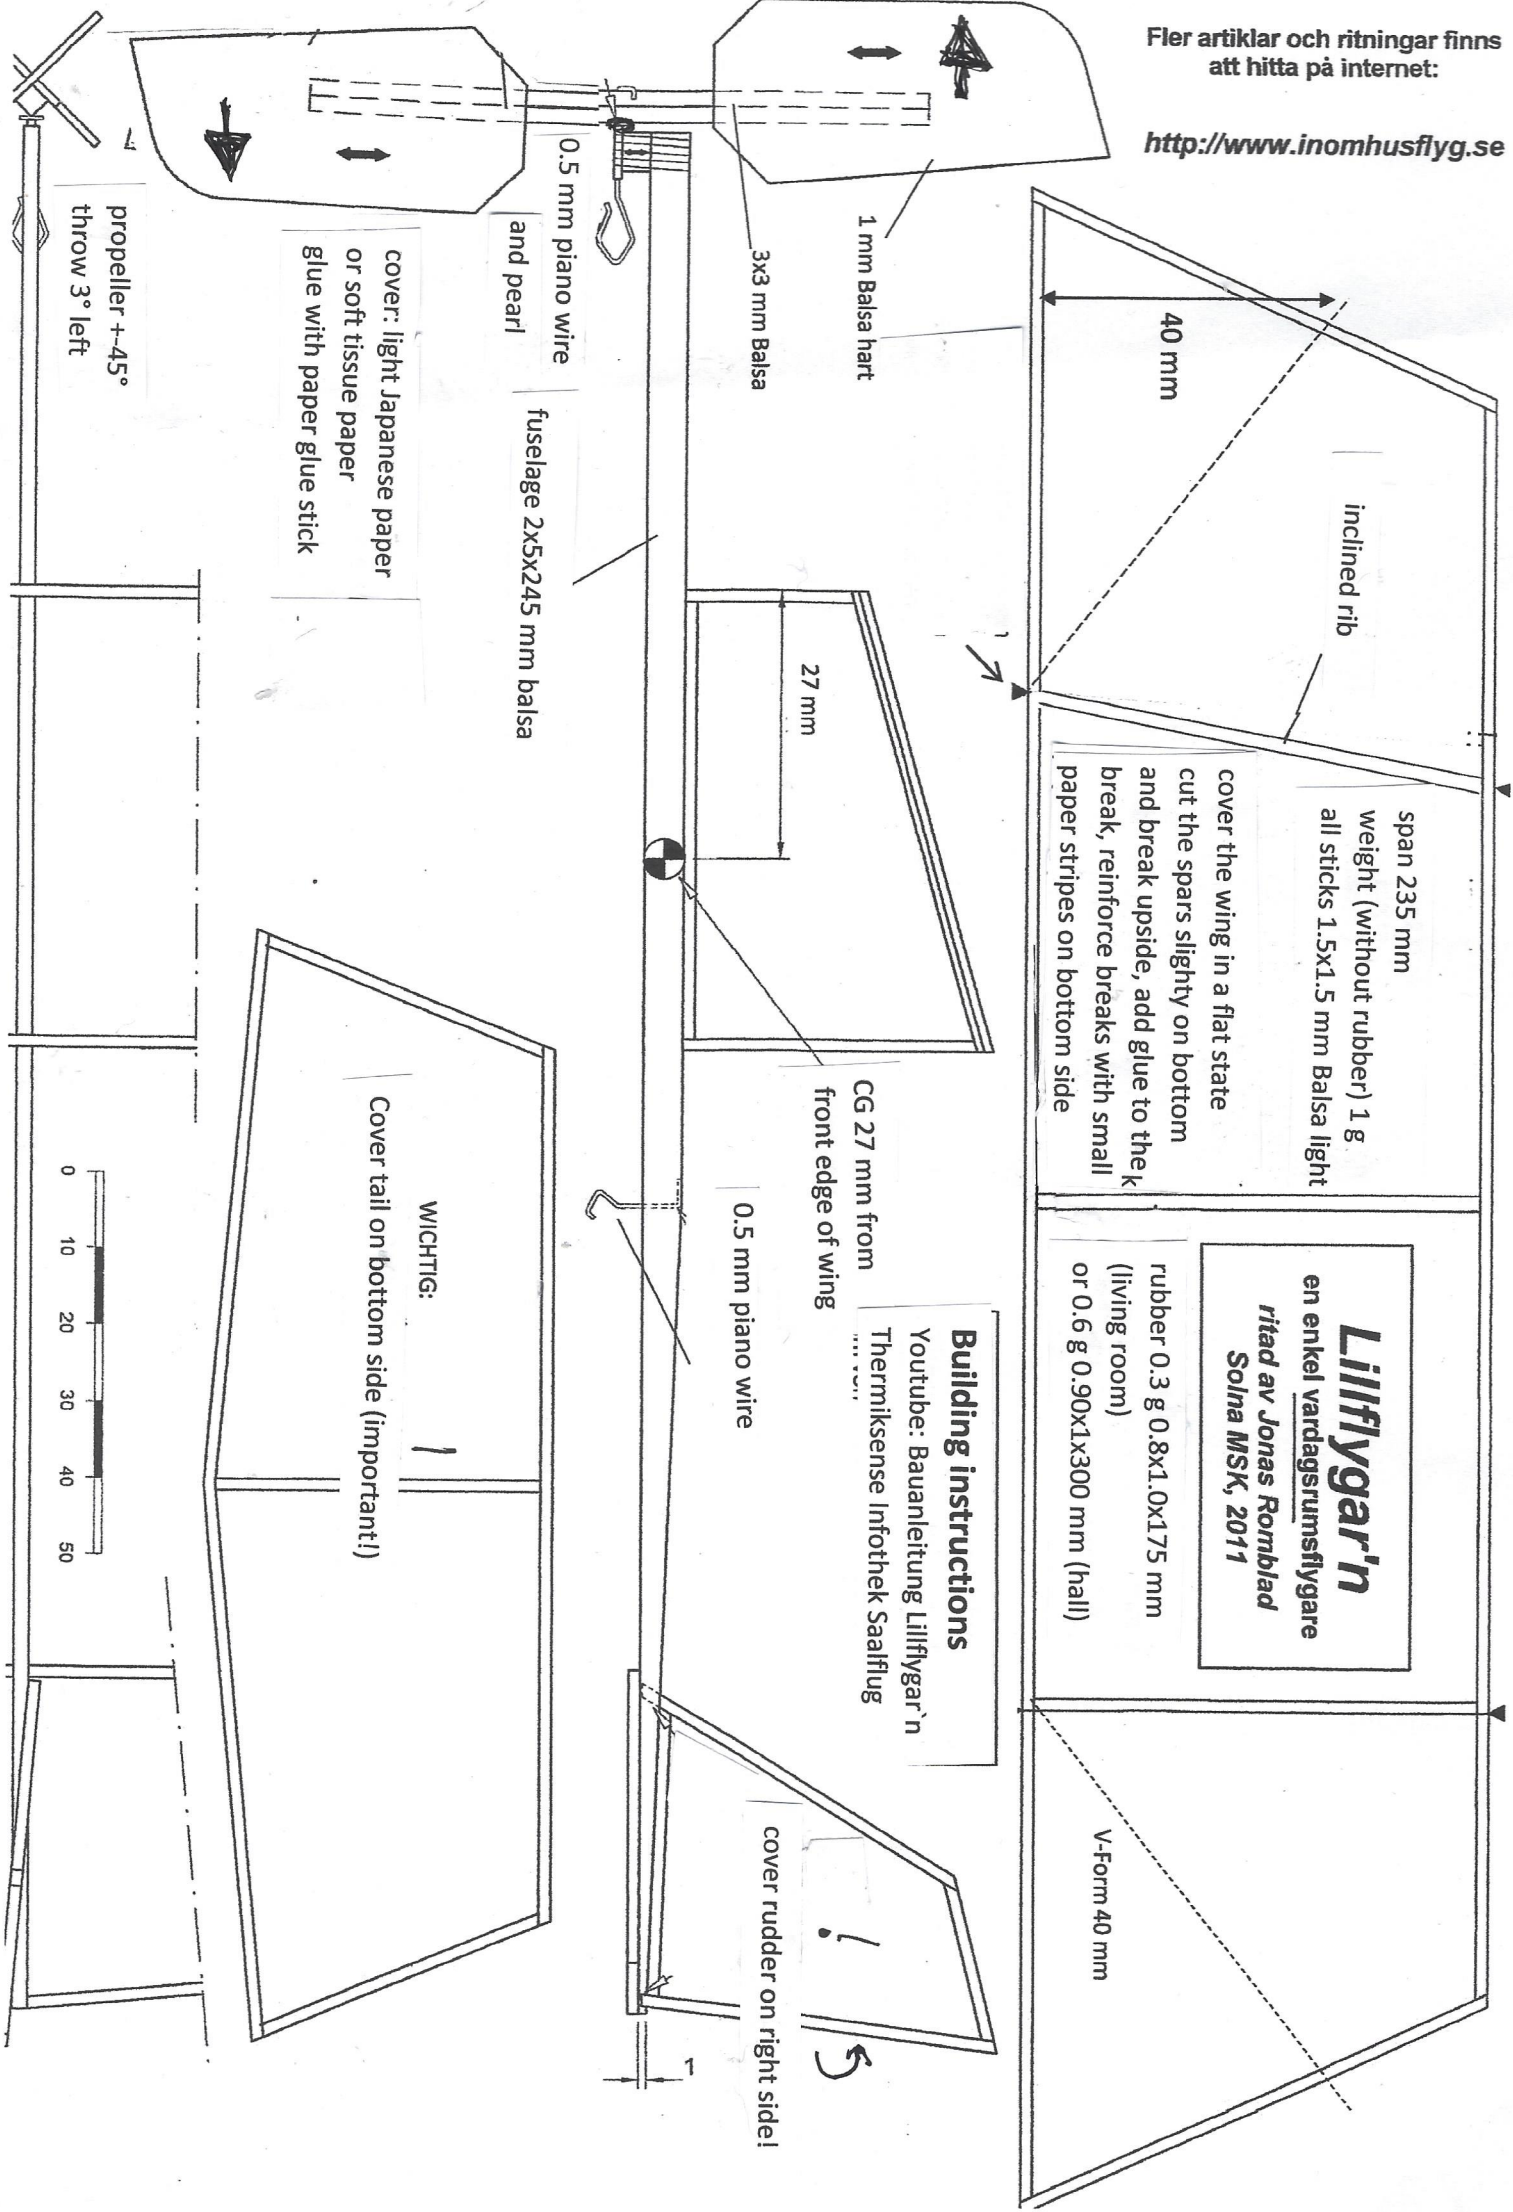 Fler artiklar och ritningar finns
att hitta på internet:
http://www.inomhusflyg.se
40 mm
inclined rib
span 235 mm
weight (without rubber) 1 g
all sticks 1.5x1.5 mm Balsa light
cover the wing in a flat state
cut the spars slighty on bottom
and break upside, add glue to the k
break, reinforce breaks with small
paper stripes on bottom side
Lillflygar'n
en enkel vardagsrumsflygare
ritad av Jonas Romblad
Solna MSK, 2011
rubber 0.3 g 0.8x1.0x175 mm
(living room)
or 0.6 g 0.90x1x300 mm (hall)
V-Form 40 mm
1 mm Balsa hart
3x3 mm Balsa
27 mm
CG 27 mm from
front edge of wing
Building instructions
Youtube: Bauanleitung Lillflygar`n
Thermiksense Infothek Saalflug
0.5 mm piano wire
cover rudder on right side!
!
1
0.5 mm piano wire
and pearl
fuselage 2x5x245 mm balsa
cover: light Japanese paper
or soft tissue paper
glue with paper glue stick
propeller +-45°
throw 3° left
WICHTIG:
Cover tail on bottom side (important!)
0 10 20 30 40 50